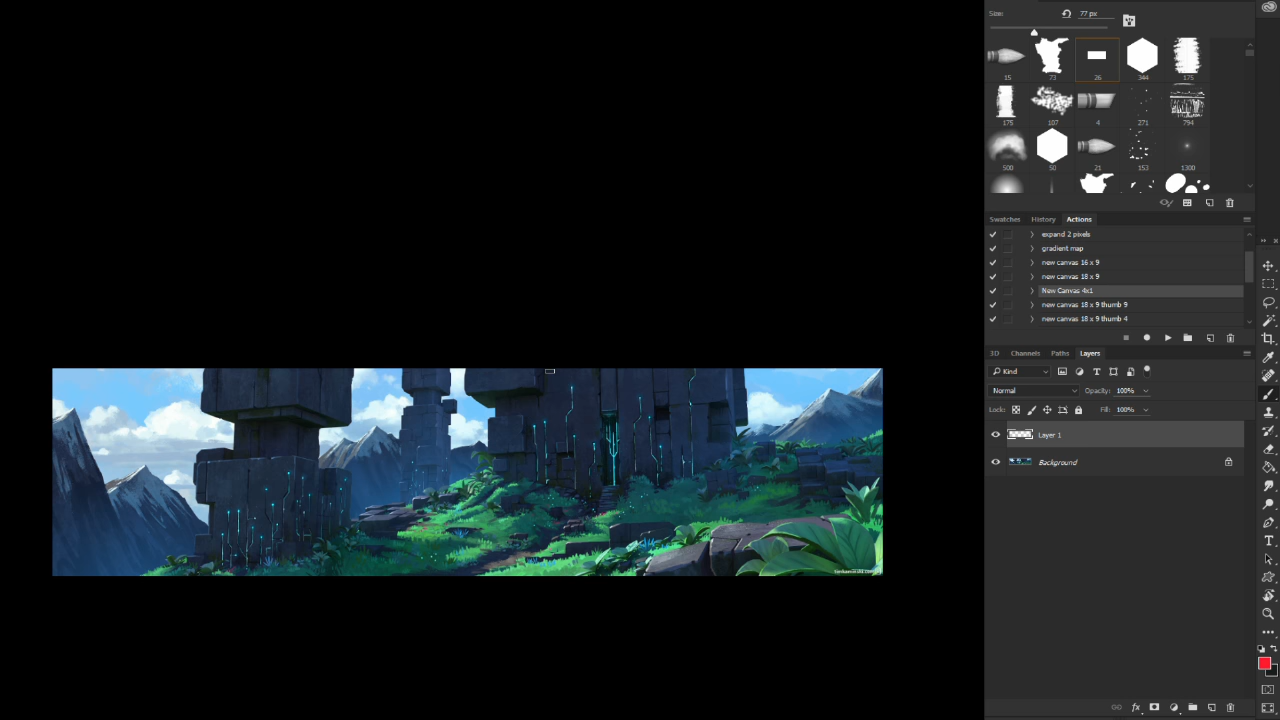 Size:
77 px
15
73
26
344
175
175
107
4
271
794
500
50
21
153
1300
Swatches
History
Actions
expand 2 pixels
gradient map
new canvas 16 x 9
new canvas 18 x 9
New Canvas 4x1
new canvas 18 x 9 thumb 9
new canvas 18 x 9 thumb 4
3D
Channels
Paths
Layers
Kind
Normal
Opacity:
100%
Lock:
Fill:
100%
Layer 1
Background
fx